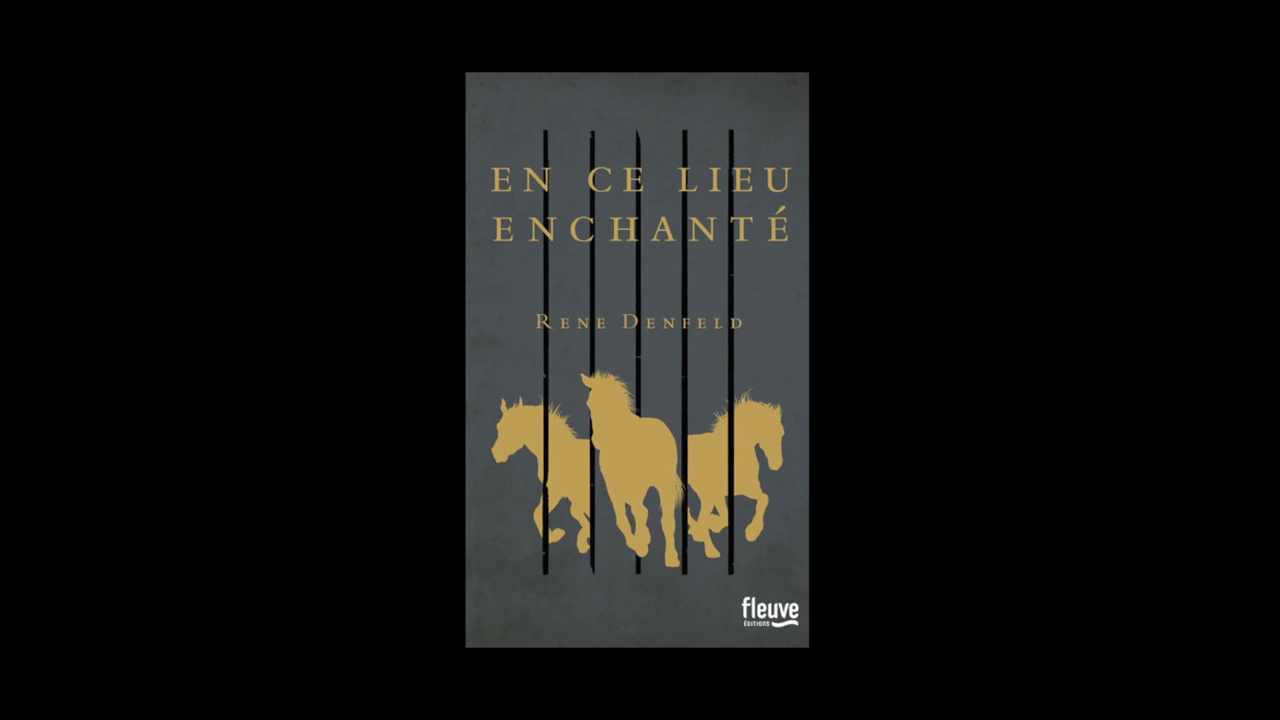 EN CE LIEU
ENCHANTÉ
RENE DENFELD
fleuve
ÉDITIONS